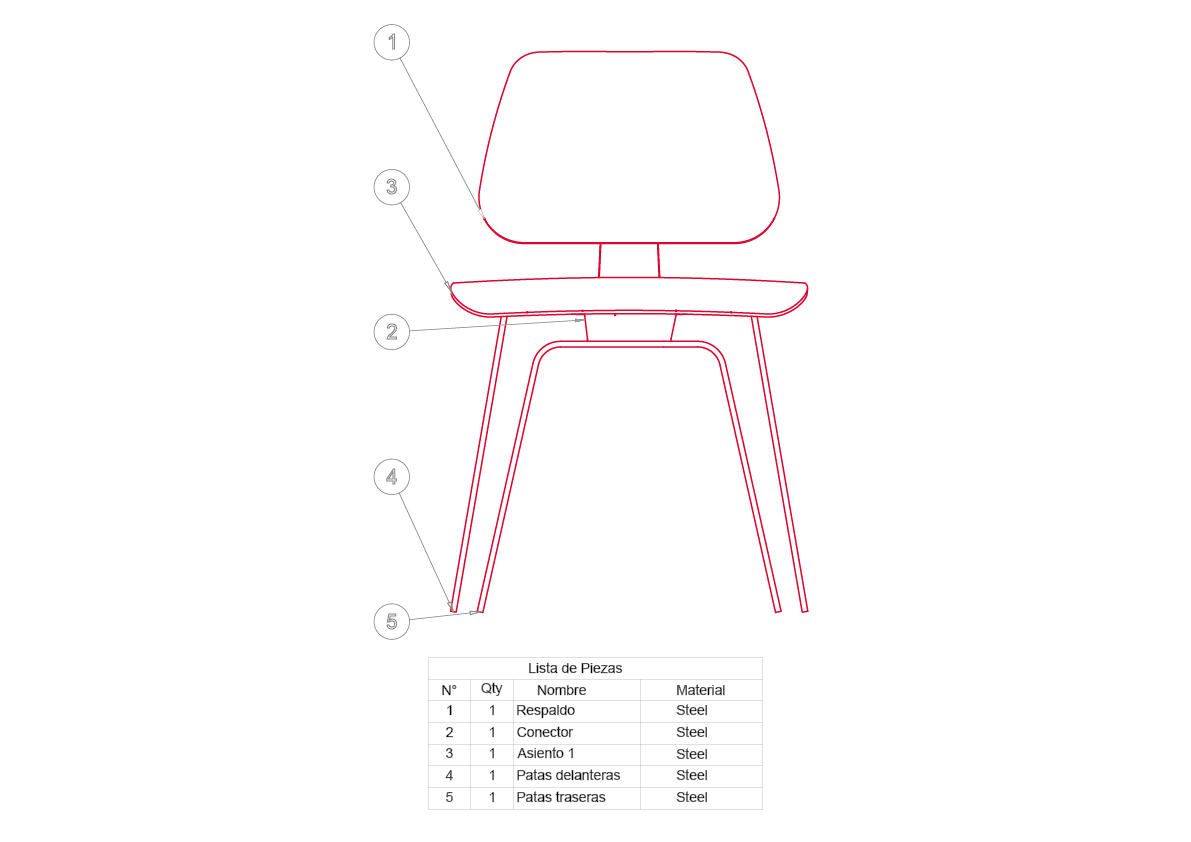 1
3
2
4
5
Lista de Piezas
N° Qty Nombre Material
1 1 Respaldo Steel
2 1 Conector Steel
3 1 Asiento 1 Steel
4 1 Patas delanteras Steel
5 1 Patas traseras Steel